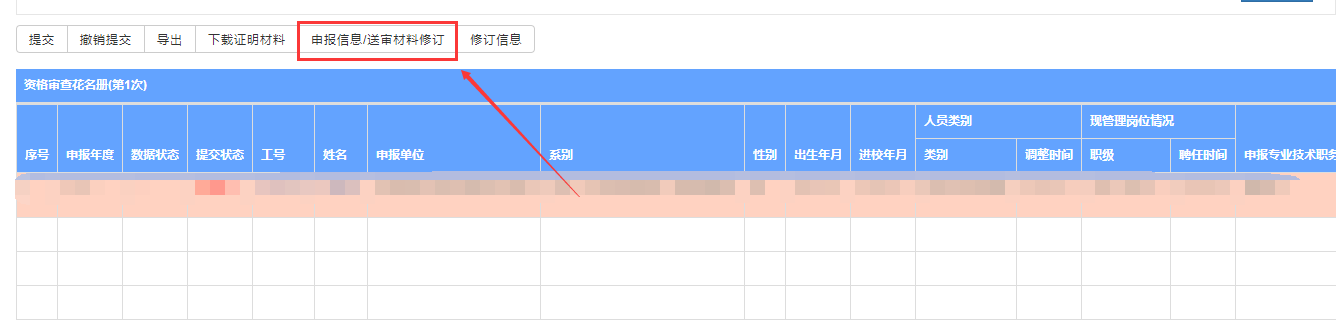 提交 撤销提交 导出 下载证明材料 申报信息/送审材料修订 修订信息
资格审查花名册(第1次)
人员类别 现管理岗位情况
序号 申报年度 数据状态 提交状态 工号 姓名 申报单位 系别 性别 出生年月 进校年月 类别 调整时间 职级 聘任时间 申报专业技术职务